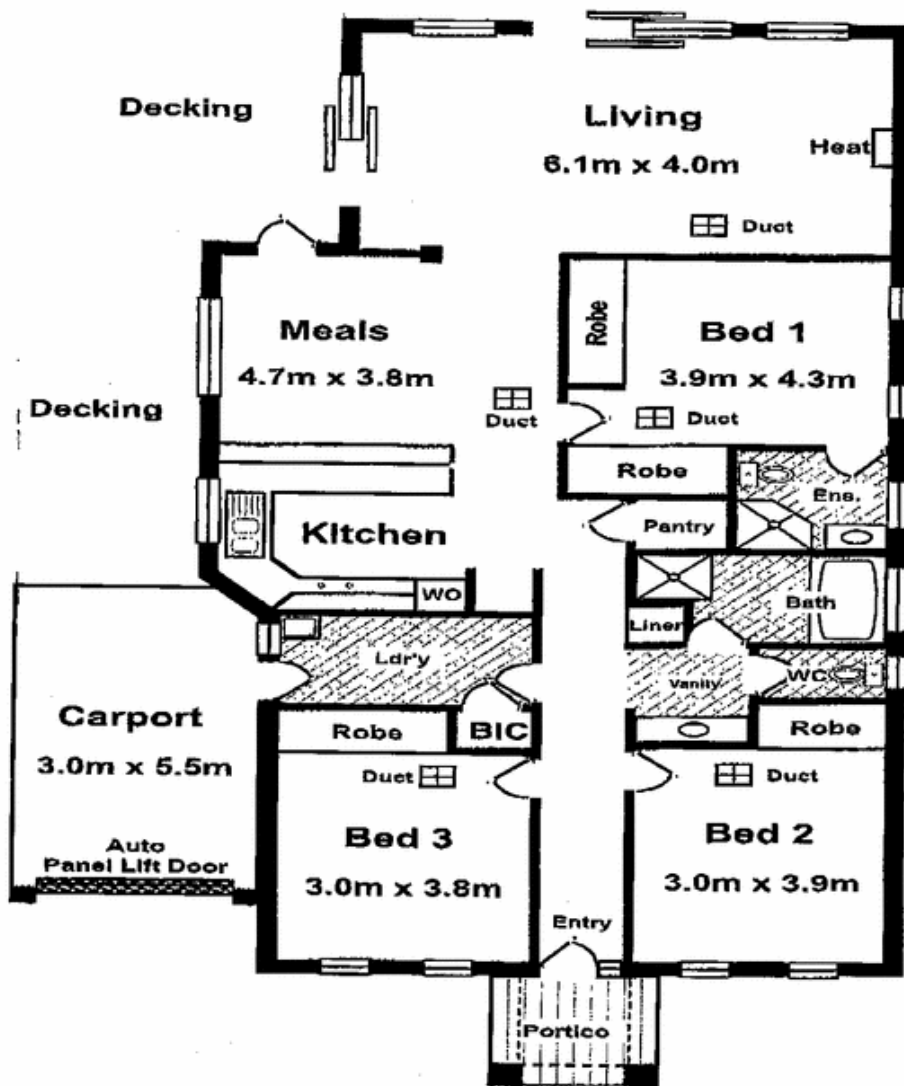 Decking
Living
6.1m x 4.0m
Heat
Duct
Meals
4.7m x 3.8m
Robe
Bed 1
3.9m x 4.3m
Decking
Duct
Duct
Robe
Ens.
Kitchen
Pantry
WO
Bath
Liner
Ldr'y
Vanity
WC
Carport
3.0m x 5.5m
Robe
BIC
Robe
Duct
Duct
Bed 3
3.0m x 3.8m
Bed 2
3.0m x 3.9m
Auto
Panel Lift Door
Entry
Portico